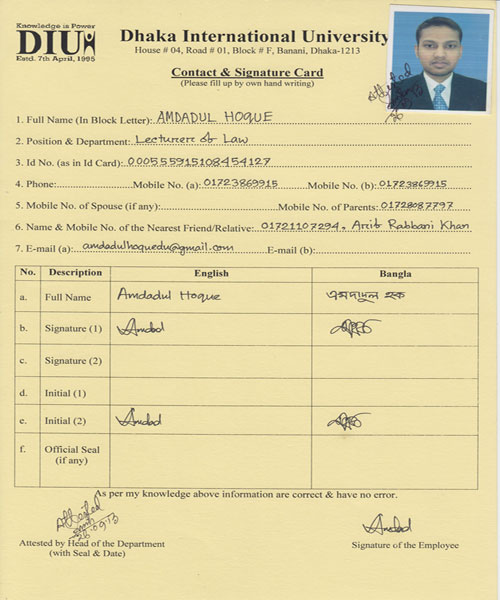 Knowledge is Power
DIU
Estd. 7th April, 1995
Dhaka International University
House # 04, Road # 01, Block # F, Banani, Dhaka-1213
Contact & Signature Card
(Please fill up by own hand writing)
Attested
1. Full Name (In Block Letter): AMDADUL HOQUE
2. Position & Department: Lecturer of Law
3. Id No. (as in Id Card): 000555915108454127
4. Phone: Mobile No. (a): 01723869915 Mobile No. (b): 01723869915
5. Mobile No. of Spouse (if any): Mobile No. of Parents: 01728087797
6. Name & Mobile No. of the Nearest Friend/Relative: 01721107294, Arib Rabbani Khan
7. E-mail (a): amdadulhoquedu@gmail.com E-mail (b):
No. Description English Bangla
a. Full Name Amdadul Hoque এমদাদুল হক
b. Signature (1) Amdad
c. Signature (2)
d. Initial (1)
e. Initial (2) Amdad
f. Official Seal (if any)
As per my knowledge above information are correct & have no error.
Attested
Amdad
Attested by Head of the Department Signature of the Employee
(with Seal & Date)